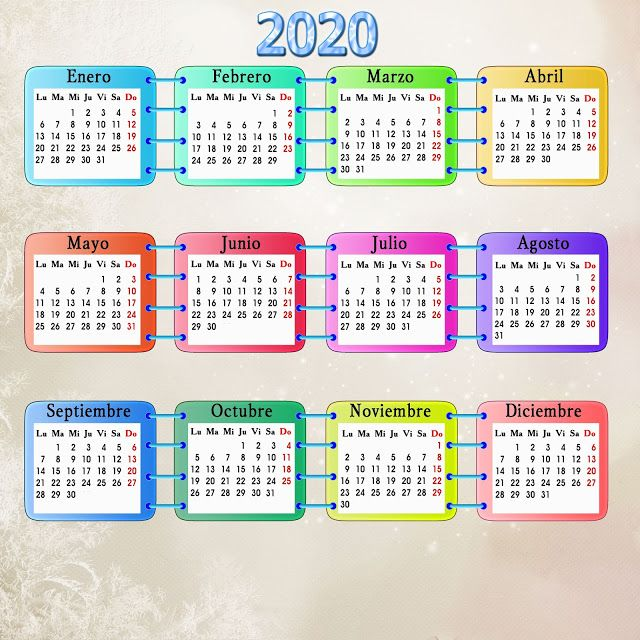 2020
Enero
Lu Ma Mi Ju Vi Sa Do
1 2 3 4 5
6 7 8 9 10 11 12
13 14 15 16 17 18 19
20 21 22 23 24 25 26
27 28 29 30 31
Febrero
Lu Ma Mi Ju Vi Sa Do
1 2
3 4 5 6 7 8 9
10 11 12 13 14 15 16
17 18 19 20 21 22 23
24 25 26 27 28 29
Marzo
Lu Ma Mi Ju Vi Sa Do
1
2 3 4 5 6 7 8
9 10 11 12 13 14 15
16 17 18 19 20 21 22
23 24 25 26 27 28 29
30 31
Abril
Lu Ma Mi Ju Vi Sa Do
1 2 3 4 5
6 7 8 9 10 11 12
13 14 15 16 17 18 19
20 21 22 23 24 25 26
27 28 29 30
Mayo
Lu Ma Mi Ju Vi Sa Do
1 2 3
4 5 6 7 8 9 10
11 12 13 14 15 16 17
18 19 20 21 22 23 24
25 26 27 28 29 30 31
Junio
Lu Ma Mi Ju Vi Sa Do
1 2 3 4 5 6 7
8 9 10 11 12 13 14
15 16 17 18 19 20 21
22 23 24 25 26 27 28
29 30
Julio
Lu Ma Mi Ju Vi Sa Do
1 2 3 4 5
6 7 8 9 10 11 12
13 14 15 16 17 18 19
20 21 22 23 24 25 26
27 28 29 30 31
Agosto
Lu Ma Mi Ju Vi Sa Do
1 2
3 4 5 6 7 8 9
10 11 12 13 14 15 16
17 18 19 20 21 22 23
24 25 26 27 28 29 30
31
Septiembre
Lu Ma Mi Ju Vi Sa Do
1 2 3 4 5 6
7 8 9 10 11 12 13
14 15 16 17 18 19 20
21 22 23 24 25 26 27
28 29 30
Octubre
Lu Ma Mi Ju Vi Sa Do
1 2 3 4
5 6 7 8 9 10 11
12 13 14 15 16 17 18
19 20 21 22 23 24 25
26 27 28 29 30 31
Noviembre
Lu Ma Mi Ju Vi Sa Do
1
2 3 4 5 6 7 8
9 10 11 12 13 14 15
16 17 18 19 20 21 22
23 24 25 26 27 28 29
30
Diciembre
Lu Ma Mi Ju Vi Sa Do
1 2 3 4 5 6
7 8 9 10 11 12 13
14 15 16 17 18 19 20
21 22 23 24 25 26 27
28 29 30 31